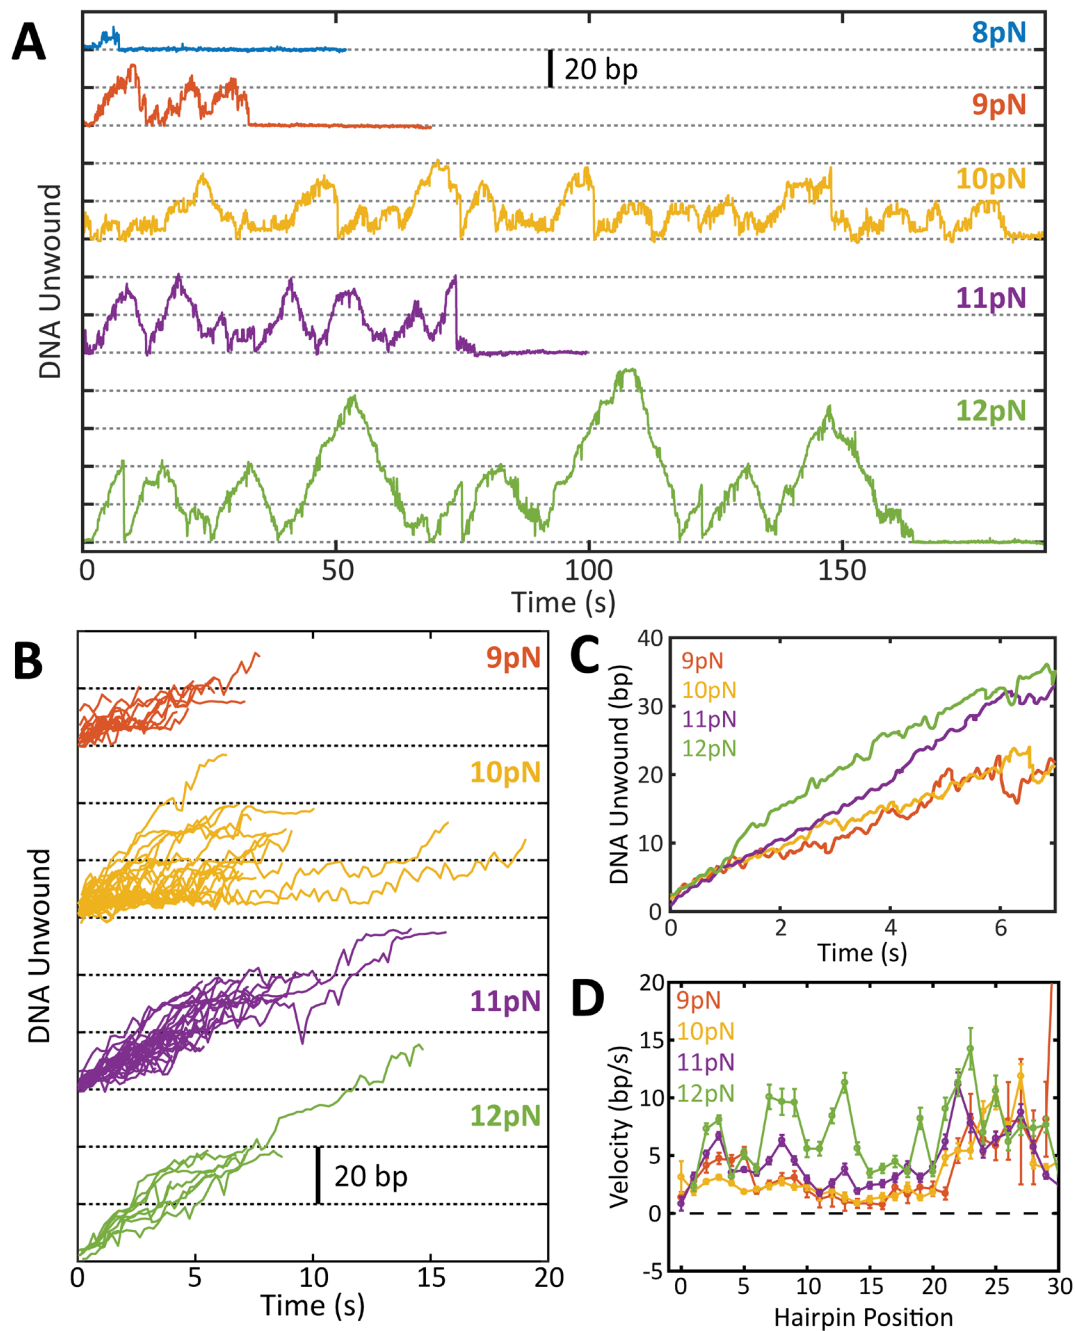 A
8pN
20 bp
9pN
10pN
11pN
12pN
DNA Unwound
0 50 100 150
Time (s)
B
9pN
10pN
11pN
12pN
20 bp
DNA Unwound
0 5 10 15 20
Time (s)
C
9pN
10pN
11pN
12pN
DNA Unwound (bp)
40
30
20
10
0
0 2 4 6
Time (s)
D
9pN
10pN
11pN
12pN
Velocity (bp/s)
20
15
10
5
0
-5
0 5 10 15 20 25 30
Hairpin Position